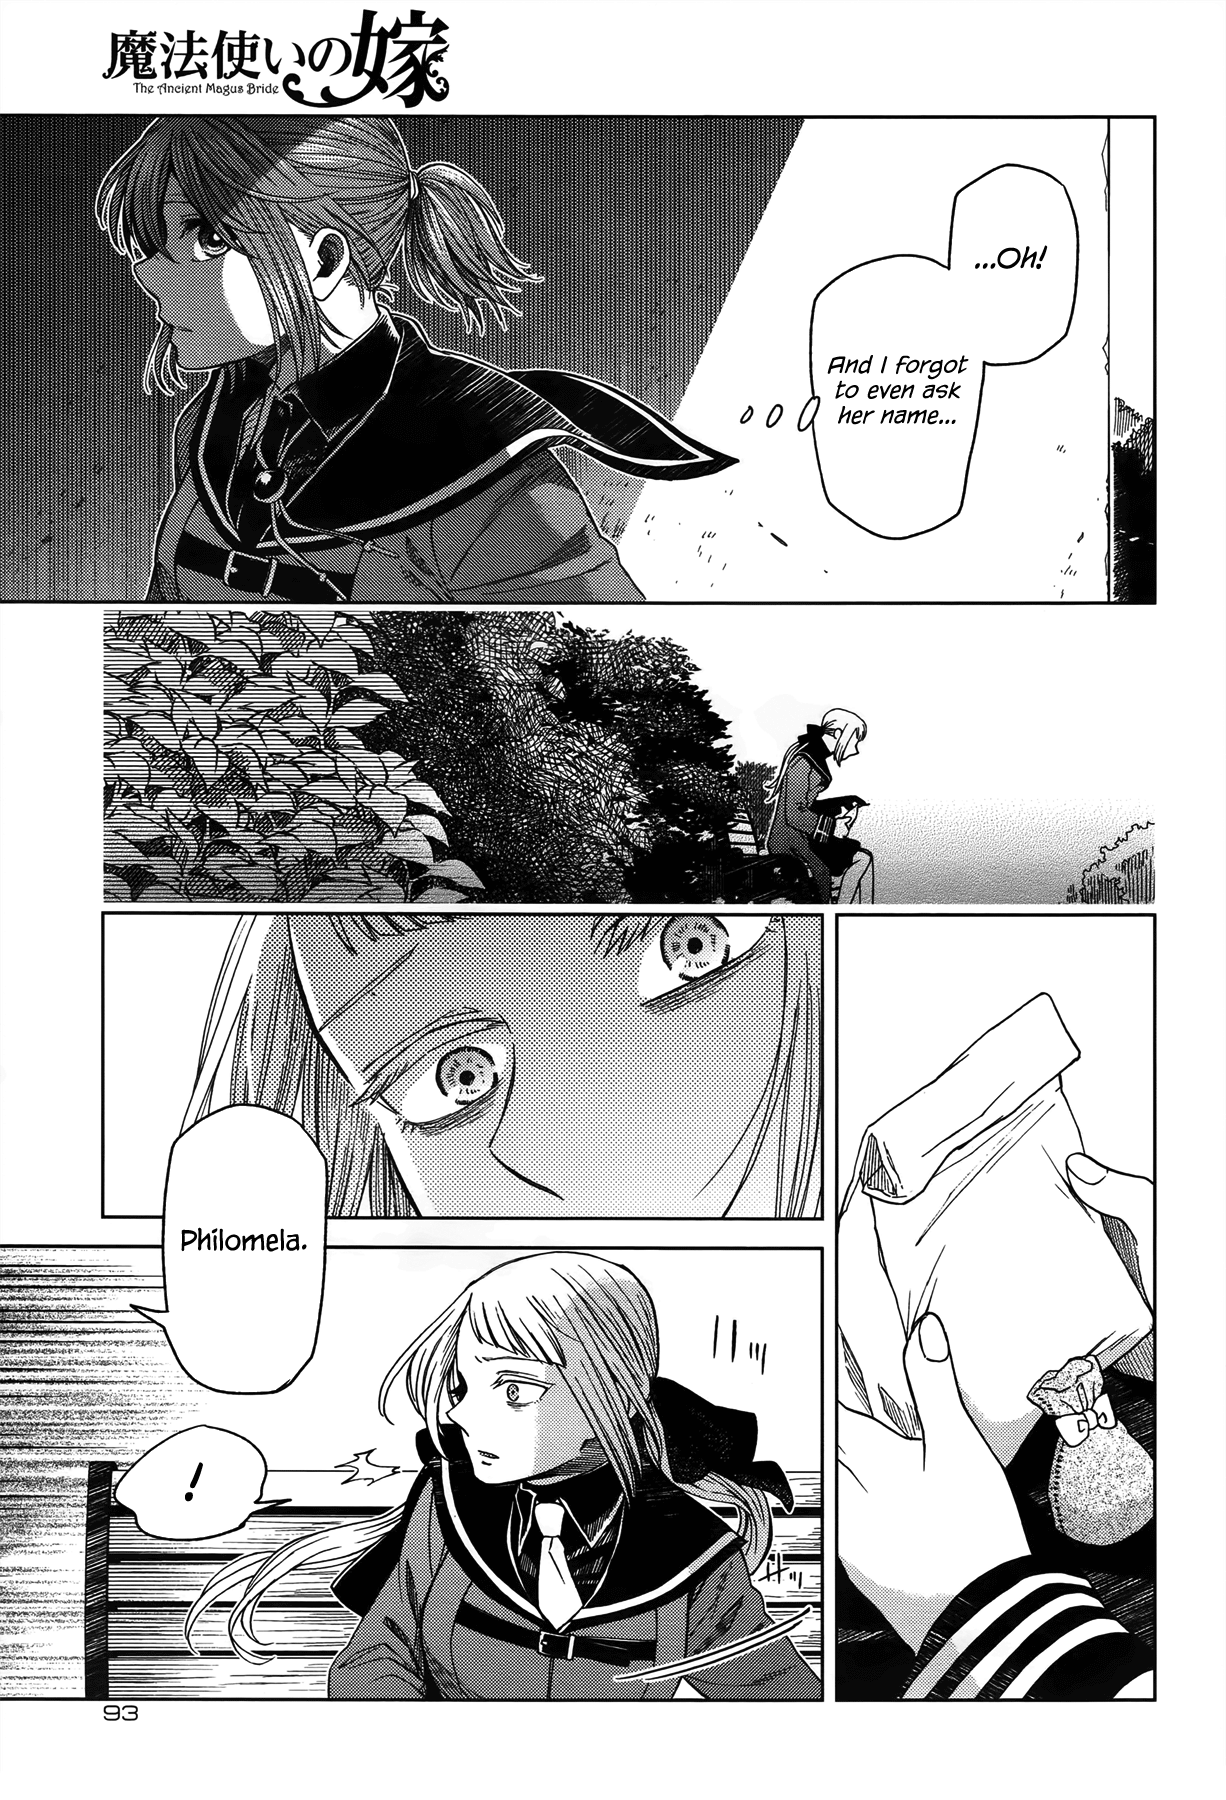 魔法使いの嫁
The Ancient Magus Bride
...Oh!
And I forgot
to even ask
her name...
Philomela.
!
93